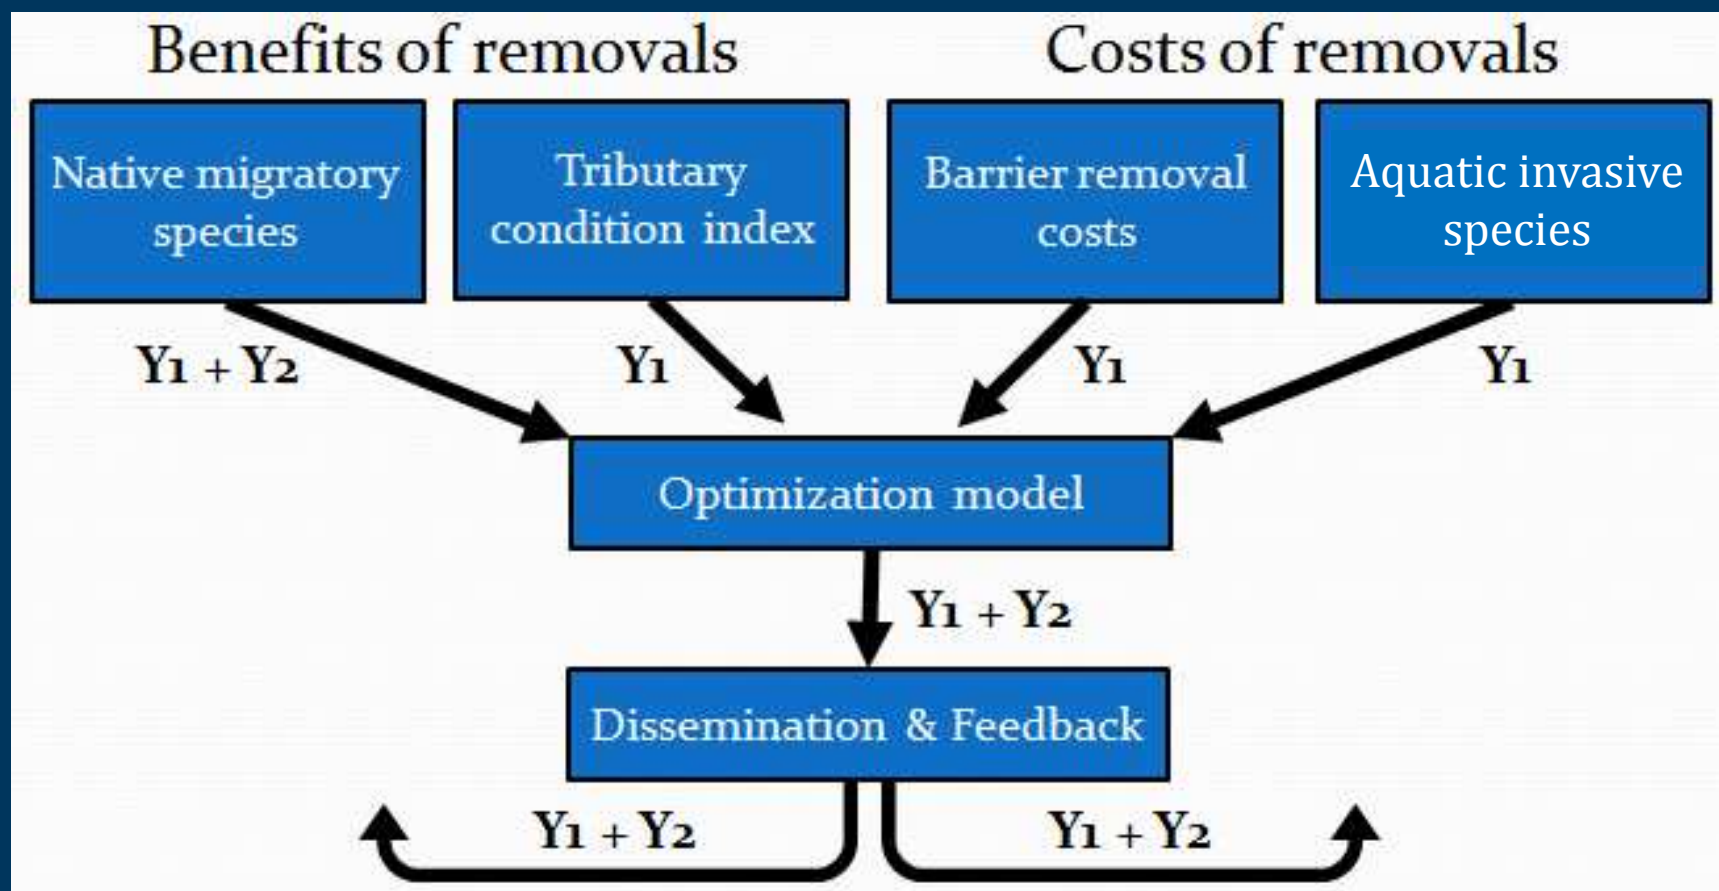 Benefits of removals
Costs of removals
Native migratory
species
Tributary
condition index
Barrier removal
costs
Aquatic invasive
species
Y1 + Y2
Y1
Y1
Y1
Optimization model
Y1 + Y2
Dissemination & Feedback
Y1 + Y2
Y1 + Y2